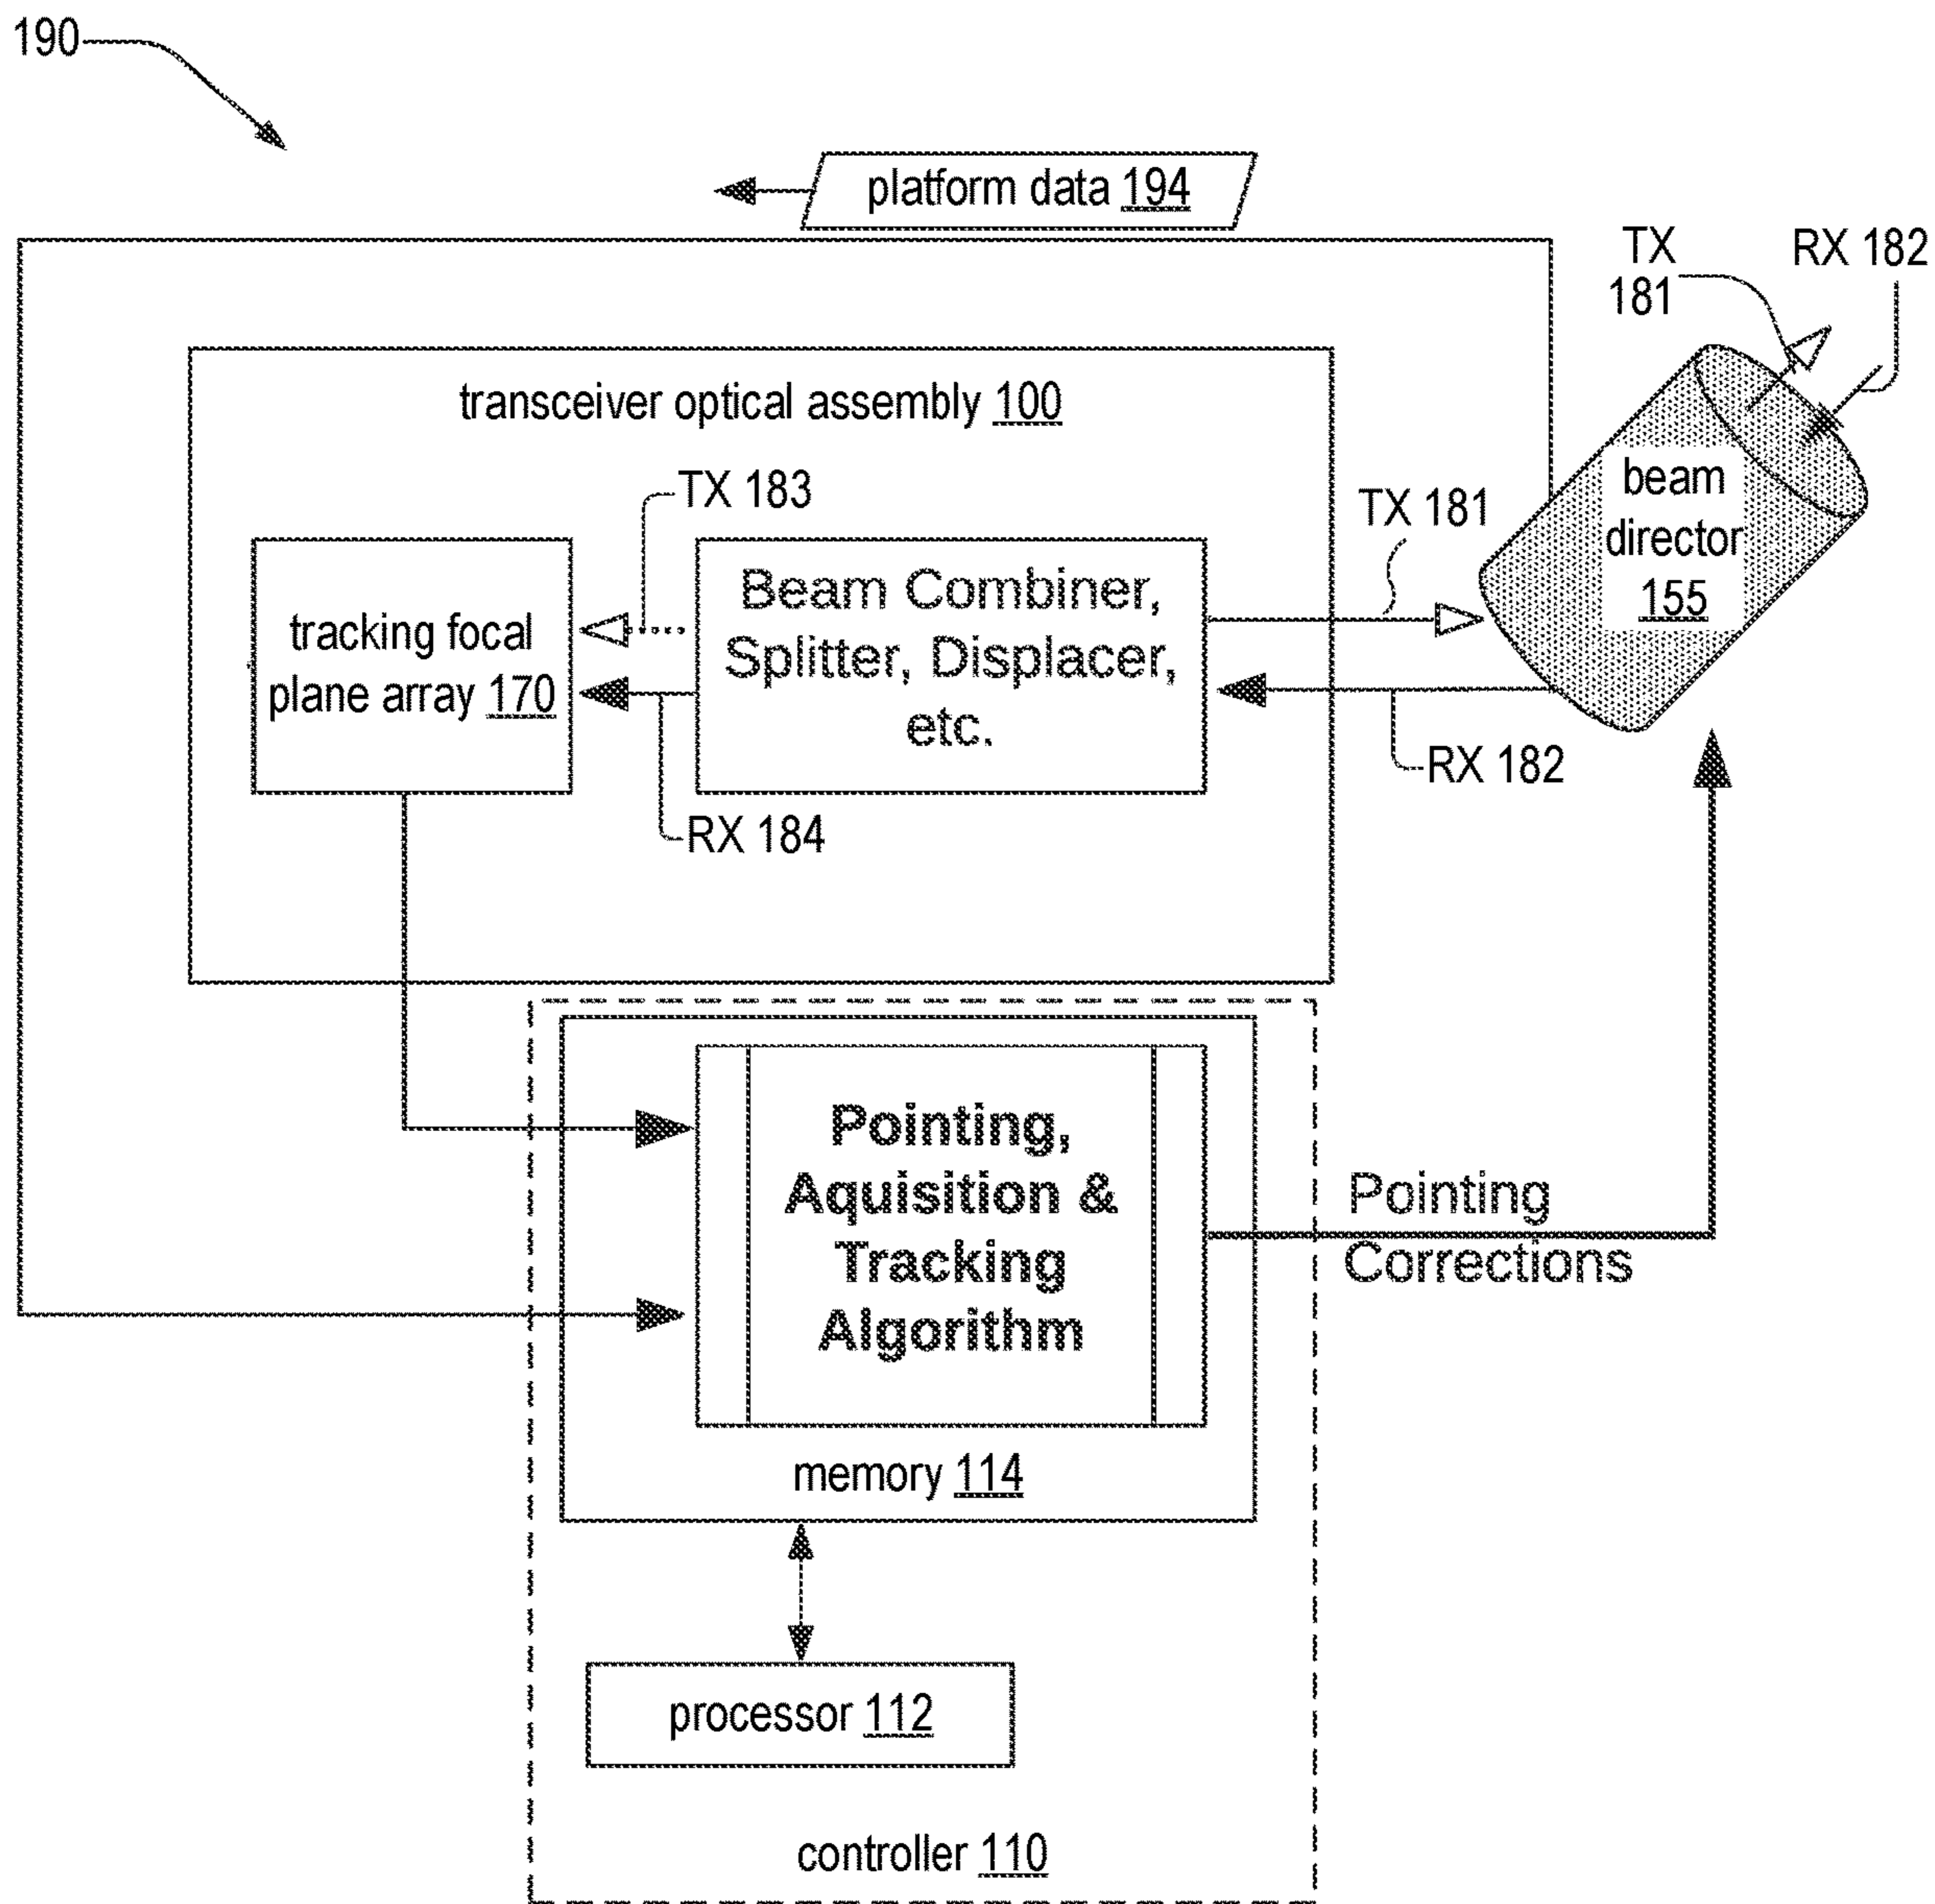 190
platform data 194
TX
181
RX 182
transceiver optical assembly 100
TX 183
TX 181
beam
director
155
tracking focal
plane array 170
Beam Combiner,
Splitter, Displacer,
etc.
RX 182
RX 184
Pointing,
Aquisition &
Tracking
Algorithm
Pointing
Corrections
memory 114
processor 112
controller 110